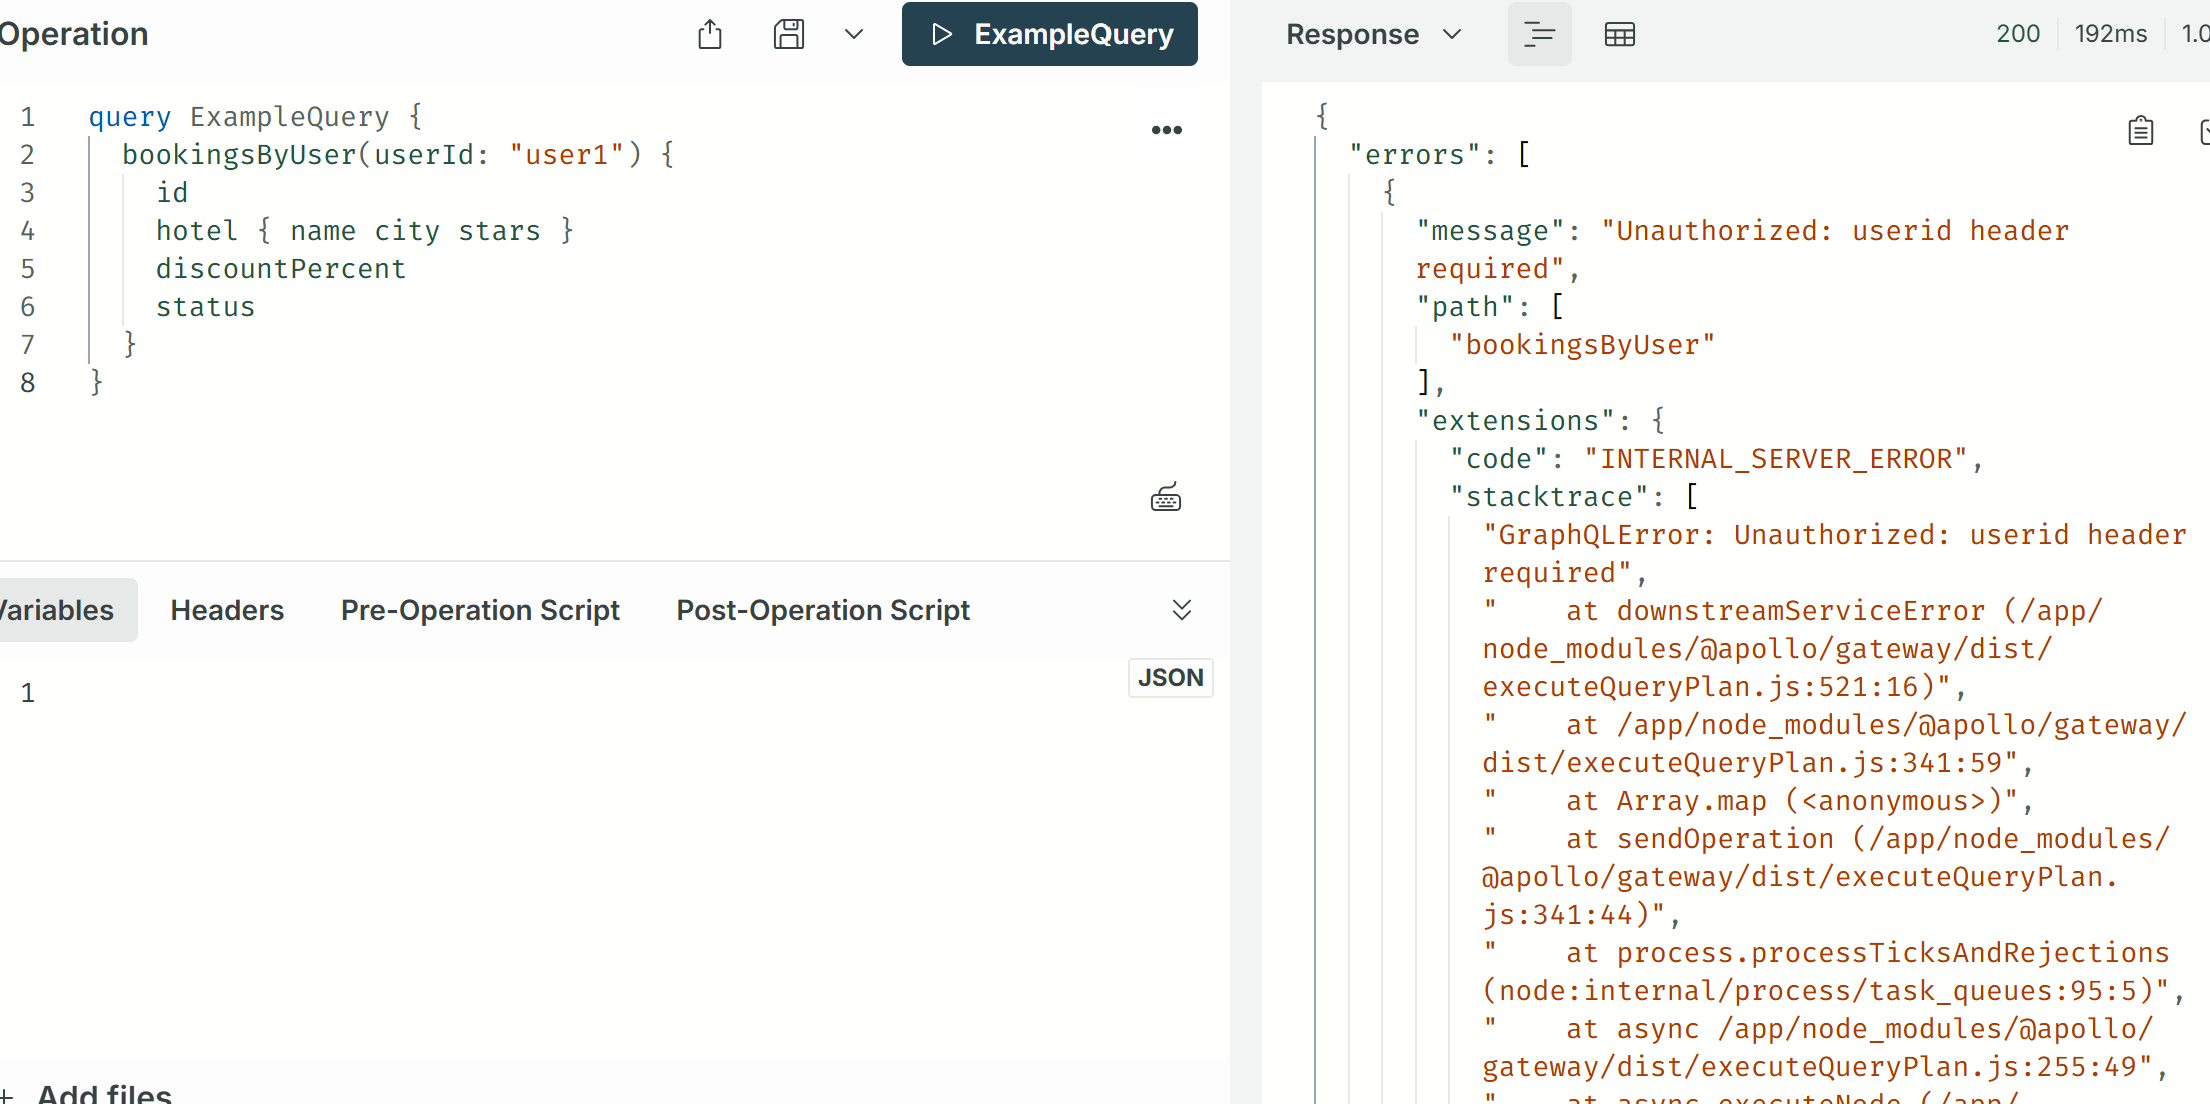 Operation
ExampleQuery
1 query ExampleQuery {
2 bookingsByUser(userId: "user1") {
3 id
4 hotel { name city stars }
5 discountPercent
6 status
7 }
8 }
Variables Headers Pre-Operation Script Post-Operation Script
JSON
1
+ Add files
Response
200 192ms 1.0
{
"errors": [
{
"message": "Unauthorized: userid header
required",
"path": [
"bookingsByUser"
],
"extensions": {
"code": "INTERNAL_SERVER_ERROR",
"stacktrace": [
"GraphQLError: Unauthorized: userid header
required",
"    at downstreamServiceError (/app/
node_modules/@apollo/gateway/dist/
executeQueryPlan.js:521:16)",
"    at /app/node_modules/@apollo/gateway/
dist/executeQueryPlan.js:341:59",
"    at Array.map (<anonymous>)",
"    at sendOperation (/app/node_modules/
@apollo/gateway/dist/executeQueryPlan.
js:341:44)",
"    at process.processTicksAndRejections
(node:internal/process/task_queues:95:5)",
"    at async /app/node_modules/@apollo/
gateway/dist/executeQueryPlan.js:255:49",
"    at async executeNode (/app/